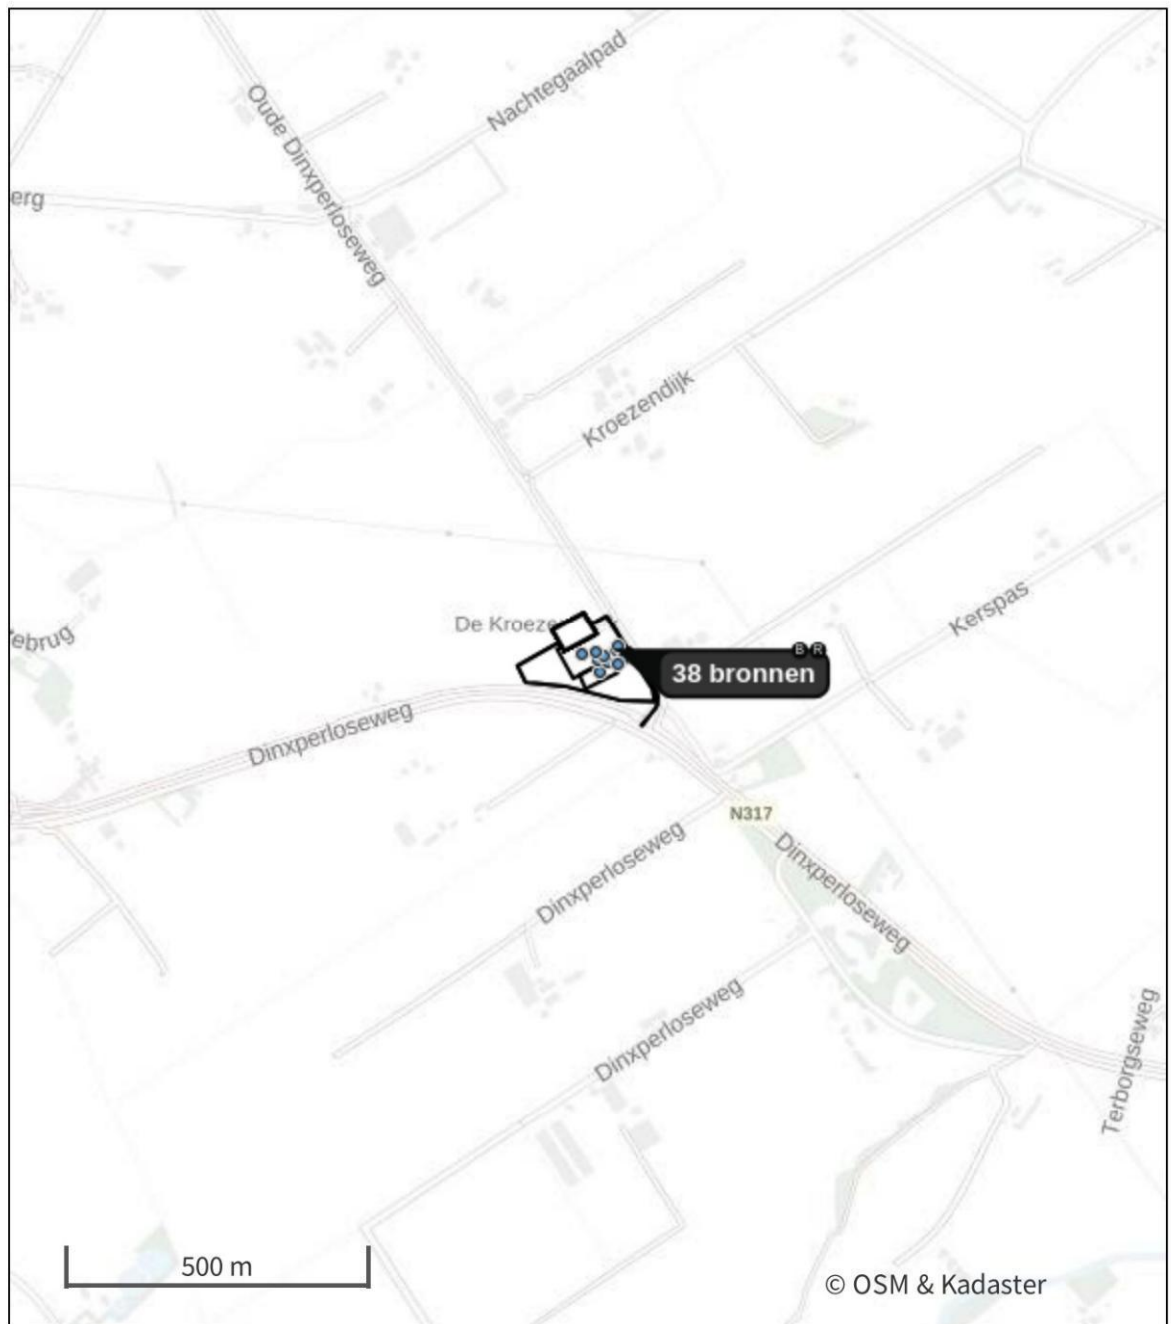 Nachtegaalpad
Oude Dinxperloseweg
erg
Kroezendijk
Kerspas
De Kroeze
ebrug
B R
38 bronnen
Dinxperloseweg
N317
Dinxperloseweg
Dinxperloseweg
Dinxperloseweg
Terborgseweg
500 m
© OSM & Kadaster